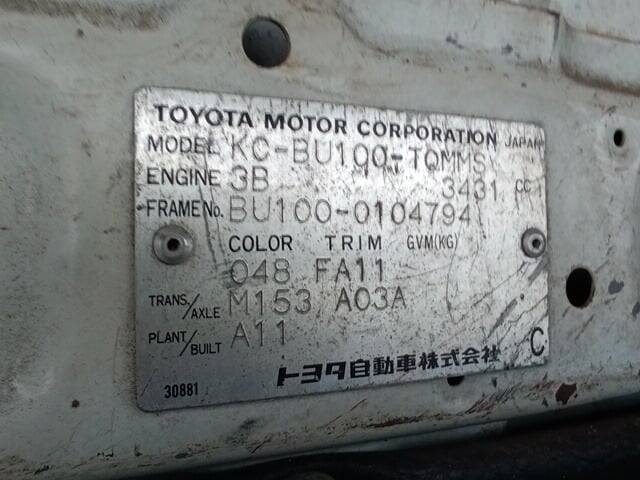 TOYOTA MOTOR CORPORATION JAPAN
MODEL KC-BU100-TQMMS
ENGINE 3B 3431 CC
FRAME No. BU100-0104794
COLOR TRIM GVM(KG)
048 FA11
TRANS./AXLE M153 A03A
PLANT/BUILT A11
トヨタ自動車株式会社 C
30881